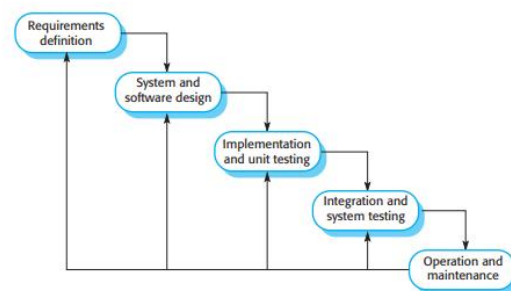 Requirements
definition
System and
software design
Implementation
and unit testing
Integration and
system testing
Operation and
maintenance